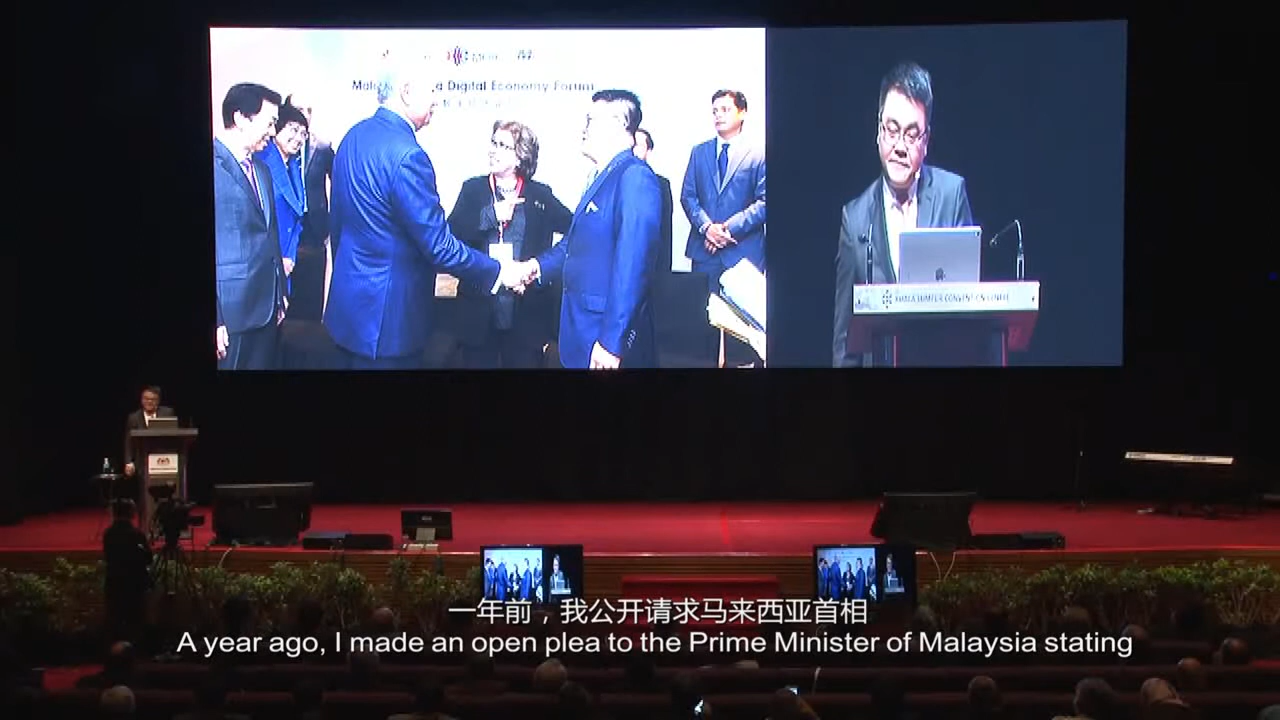 a Digital Economy Forum
KUALA LUMPUR CONVENTION CENTRE
一年前，我公开请求马来西亚首相
A year ago, I made an open plea to the Prime Minister of Malaysia stating